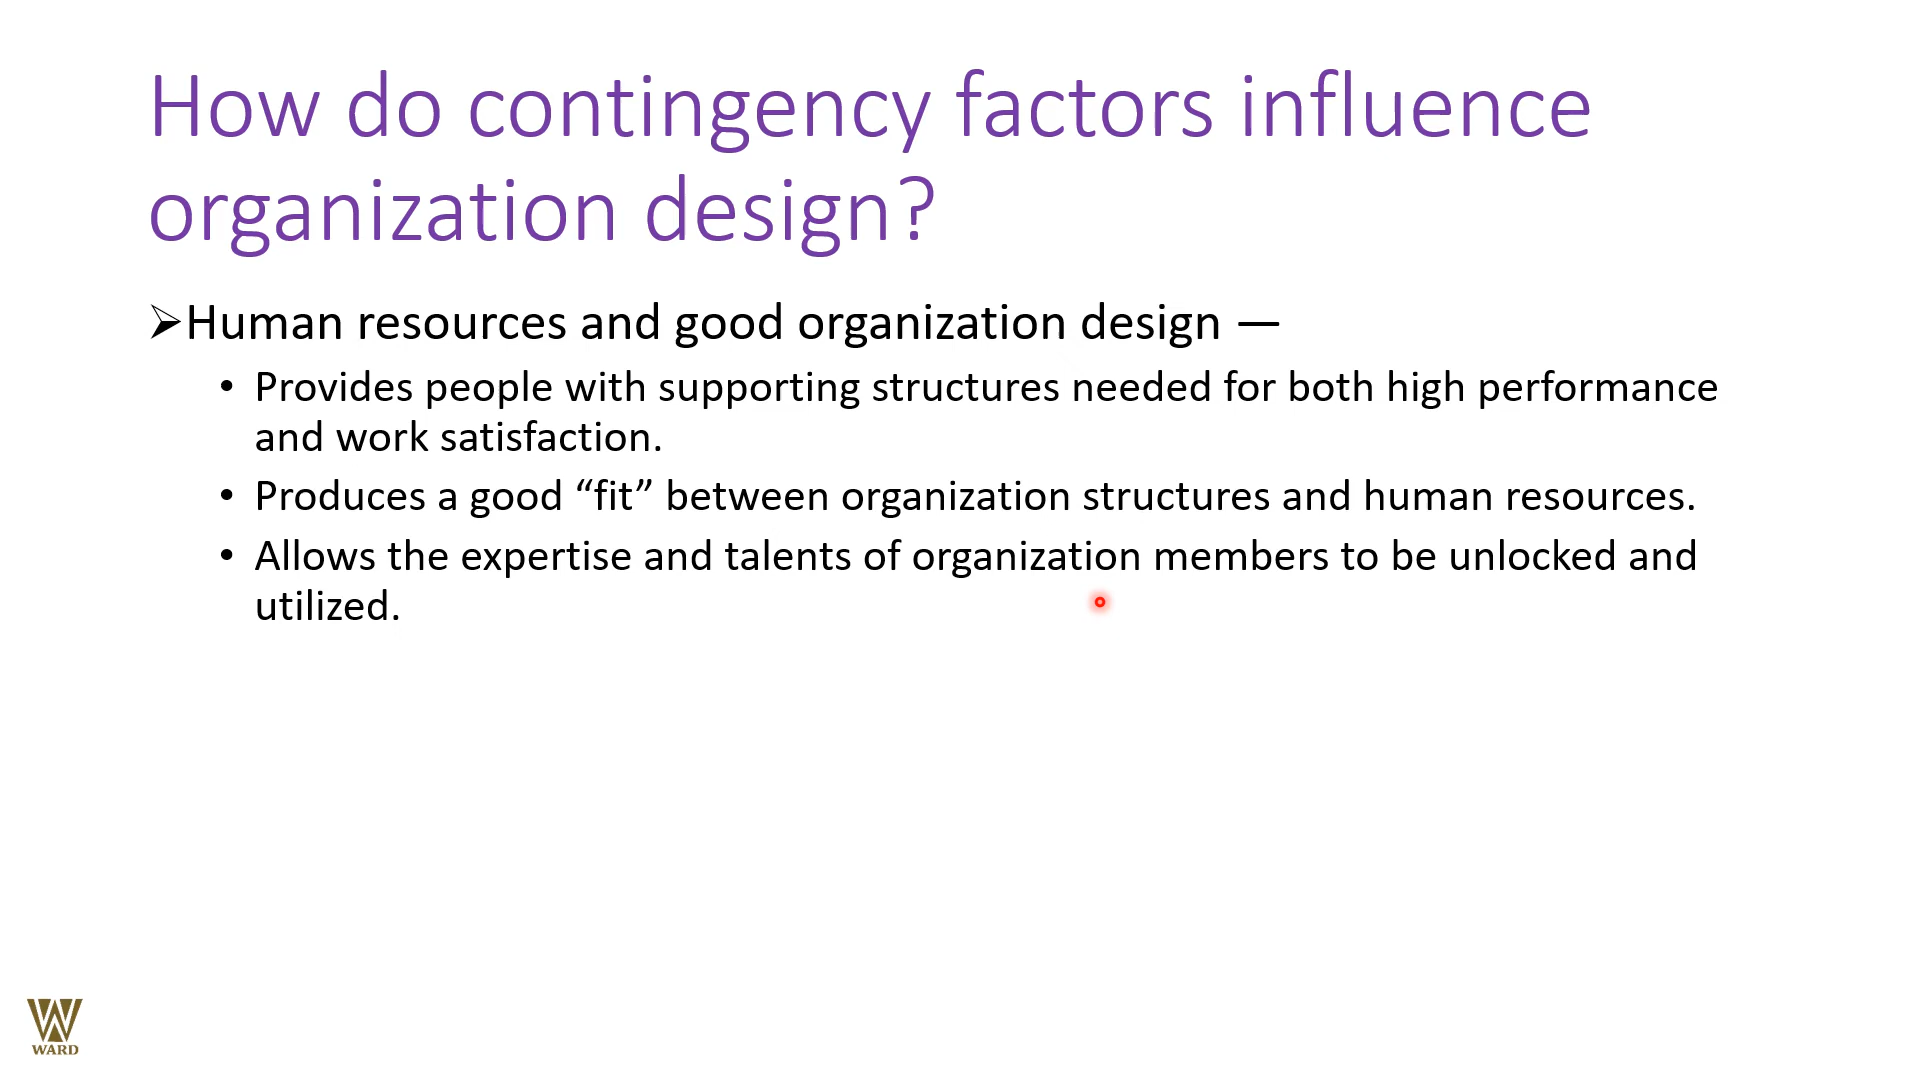 How do contingency factors influence
organization design?
➢Human resources and good organization design —
• Provides people with supporting structures needed for both high performance
and work satisfaction.
• Produces a good “fit” between organization structures and human resources.
• Allows the expertise and talents of organization members to be unlocked and
utilized.
WARD